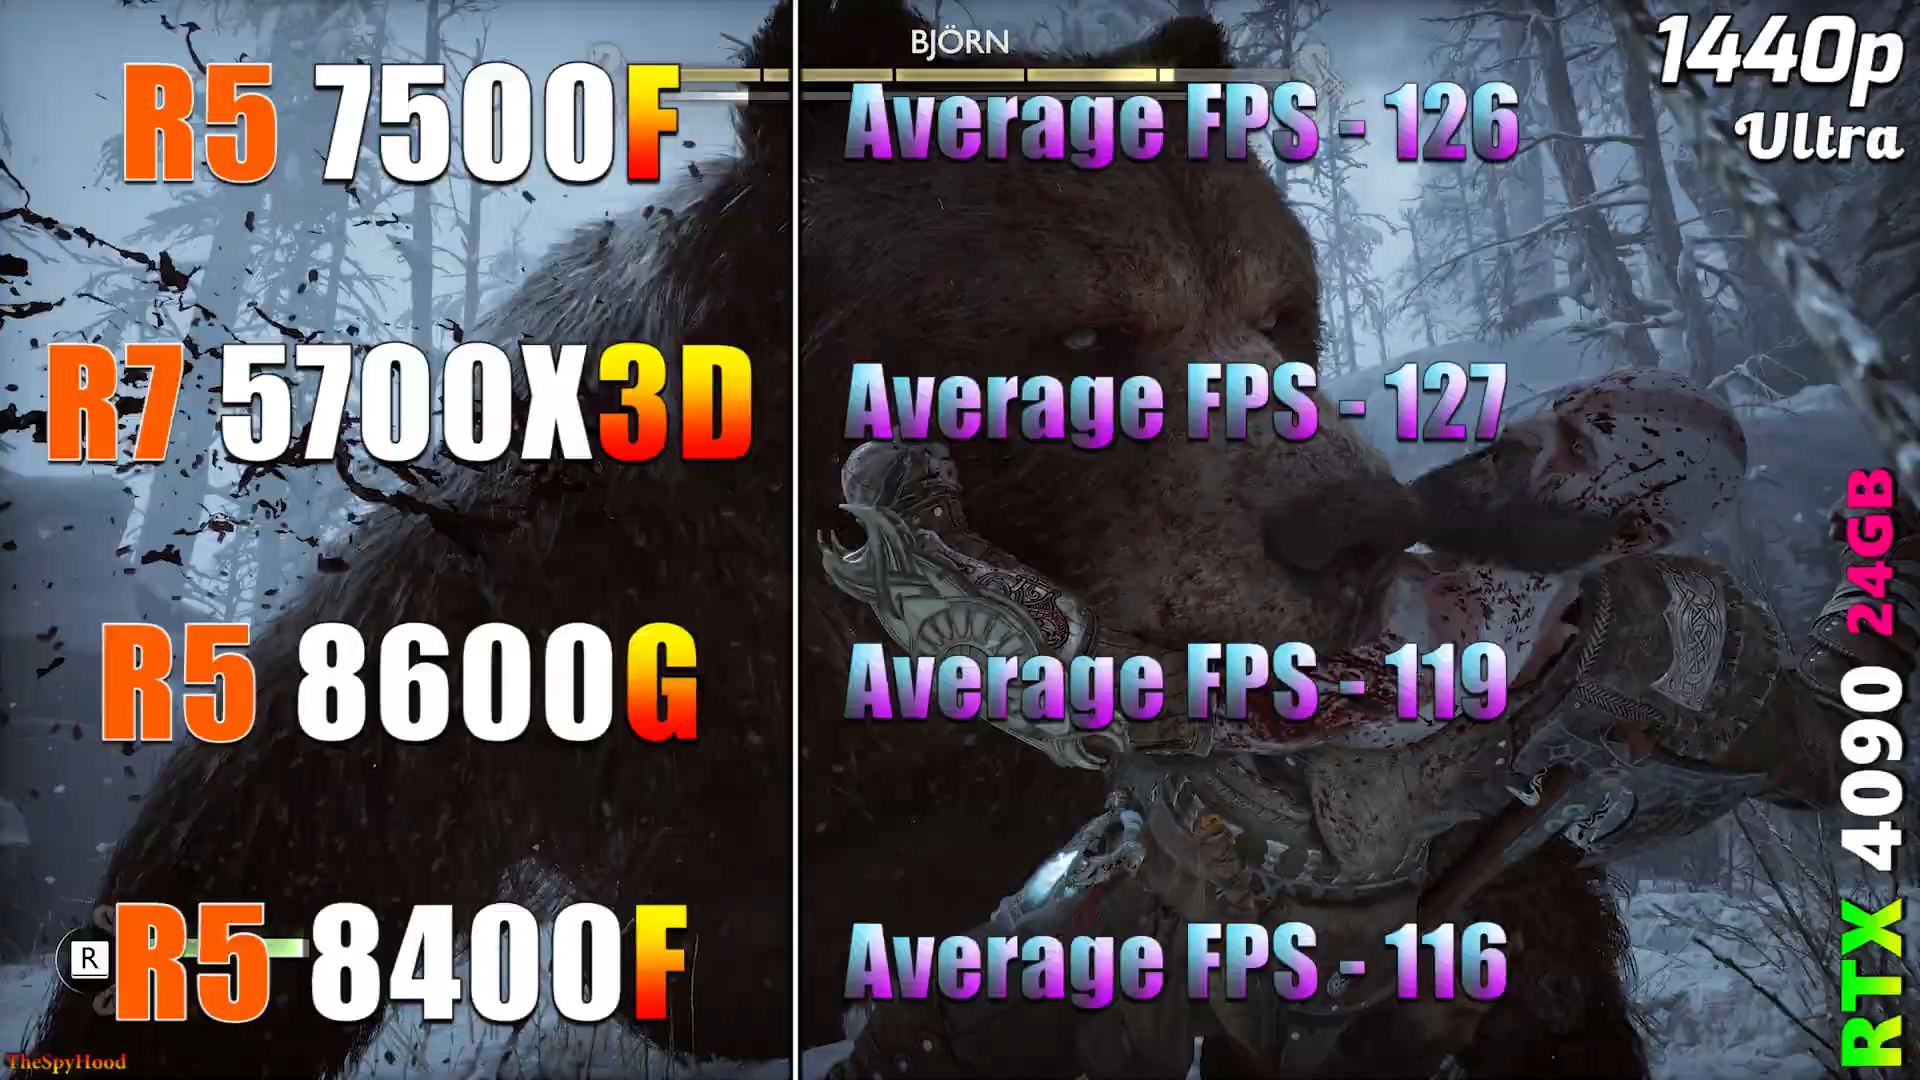 BJÖRN
1440p
Ultra
R5 7500F
Average FPS - 126
R7 5700X3D
Average FPS - 127
R5 8600G
Average FPS - 119
R5 8400F
Average FPS - 116
RTX 4090 24GB
R
TheSpyHood